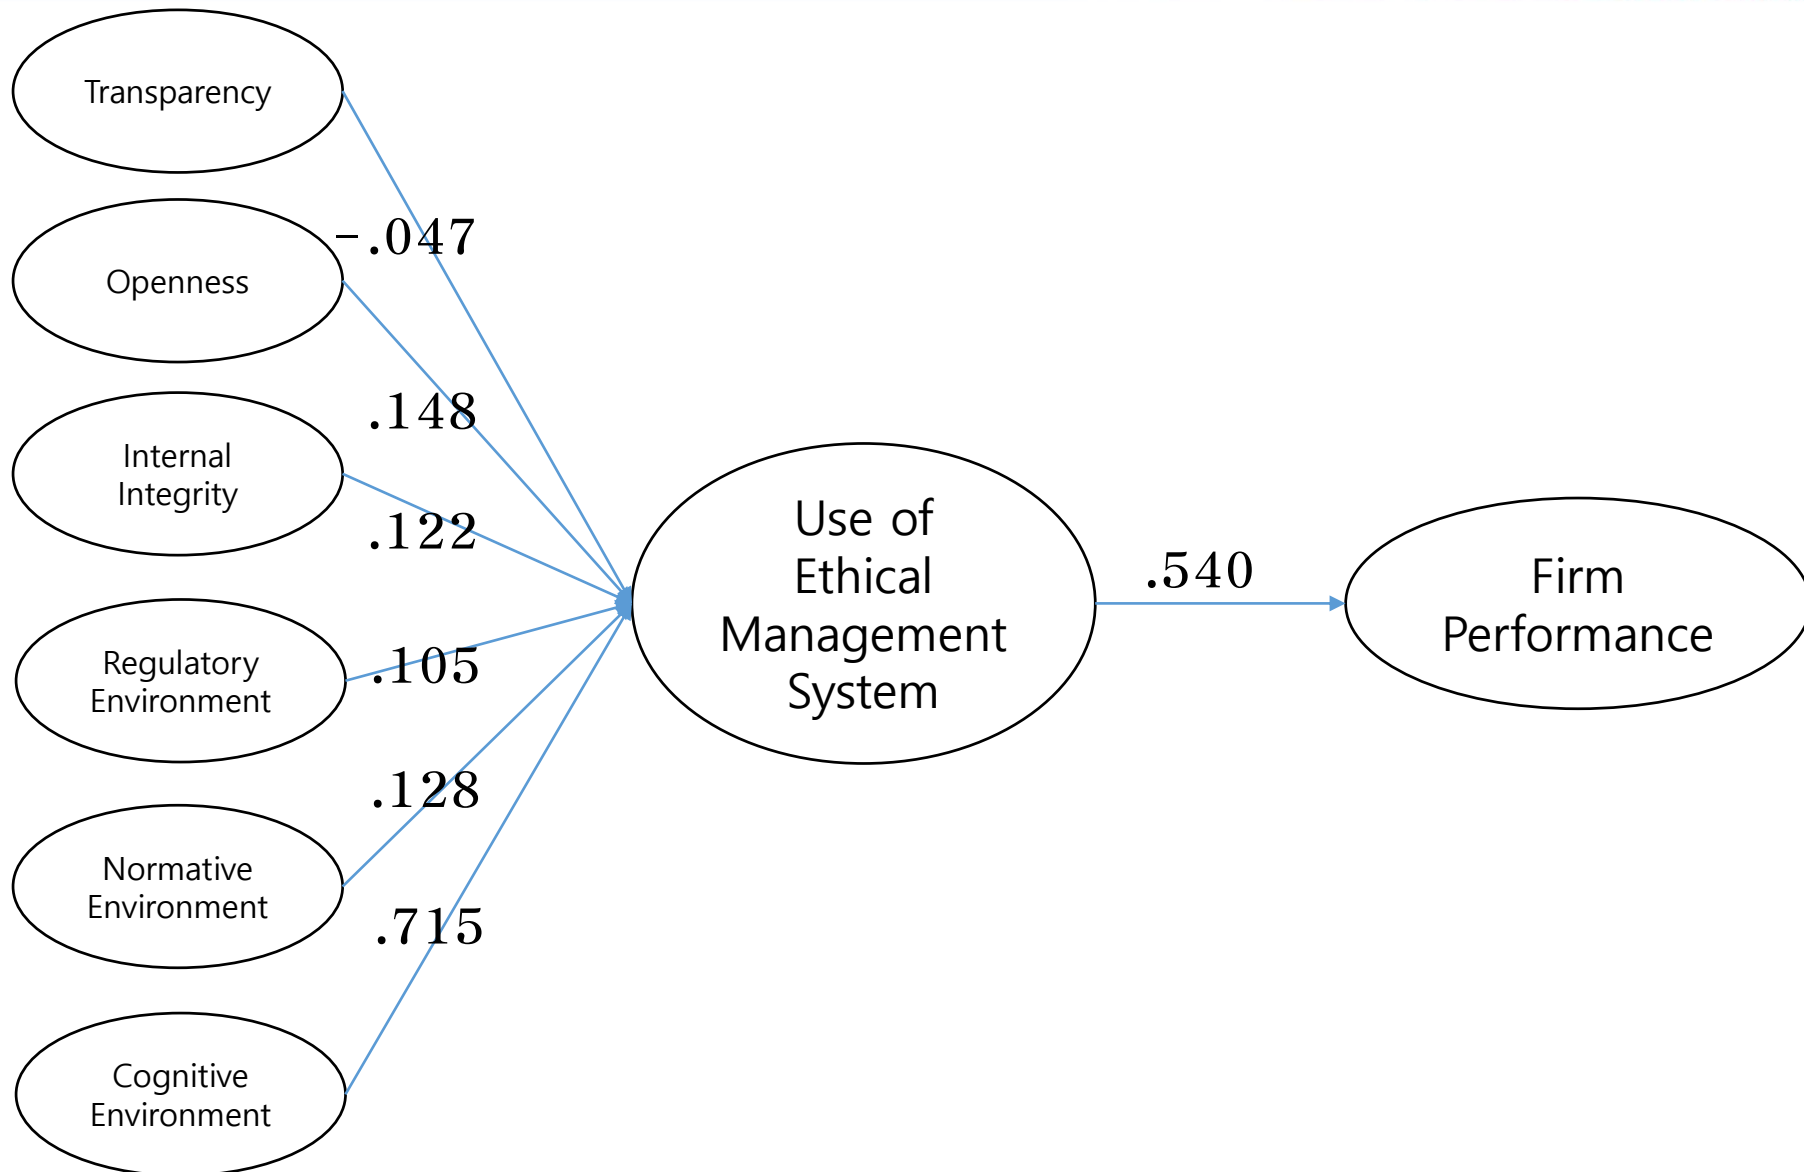 Transparency
-.047
Openness
.148
Internal
Integrity
.122
Regulatory
Environment
.105
Normative
Environment
.128
Cognitive
Environment
.715
Use of
Ethical
Management
System
.540
Firm
Performance